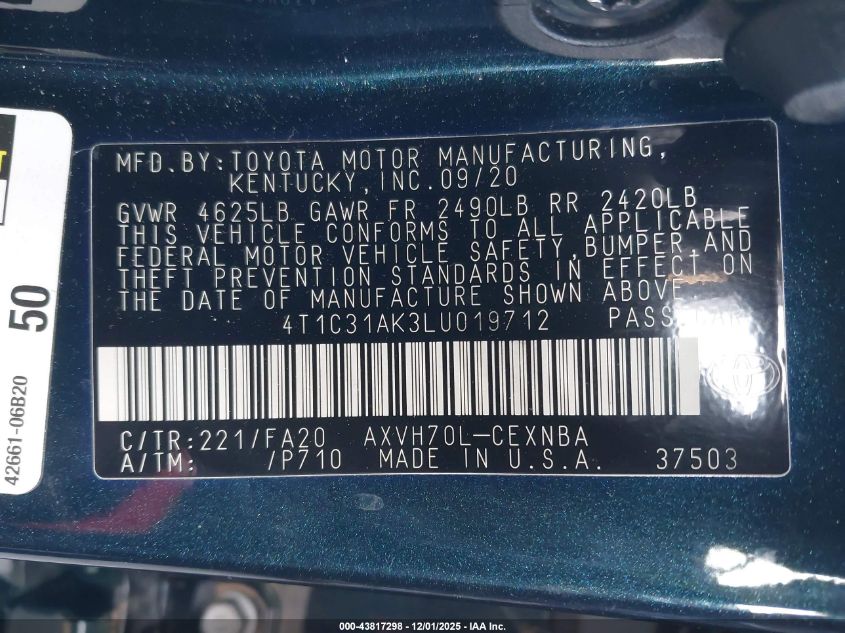 MFD.BY:TOYOTA MOTOR MANUFACTURING,
KENTUCKY,INC.09/20
GVWR 4625LB GAWR FR 2490LB RR 2420LB
THIS VEHICLE CONFORMS TO ALL APPLICABLE
FEDERAL MOTOR VEHICLE SAFETY,BUMPER,AND
THEFT PREVENTION STANDARDS IN EFFECT ON
THE DATE OF MANUFACTURE SHOWN ABOVE.
4T1C31AK3LU019712 PASS.CAR
C/TR:221/FA20 AXVH70L-CEXNBA
A/TM: /P710 MADE IN U.S.A. 37503
50
42661-06B20
000-43817298 - 12/01/2025 - IAA Inc.